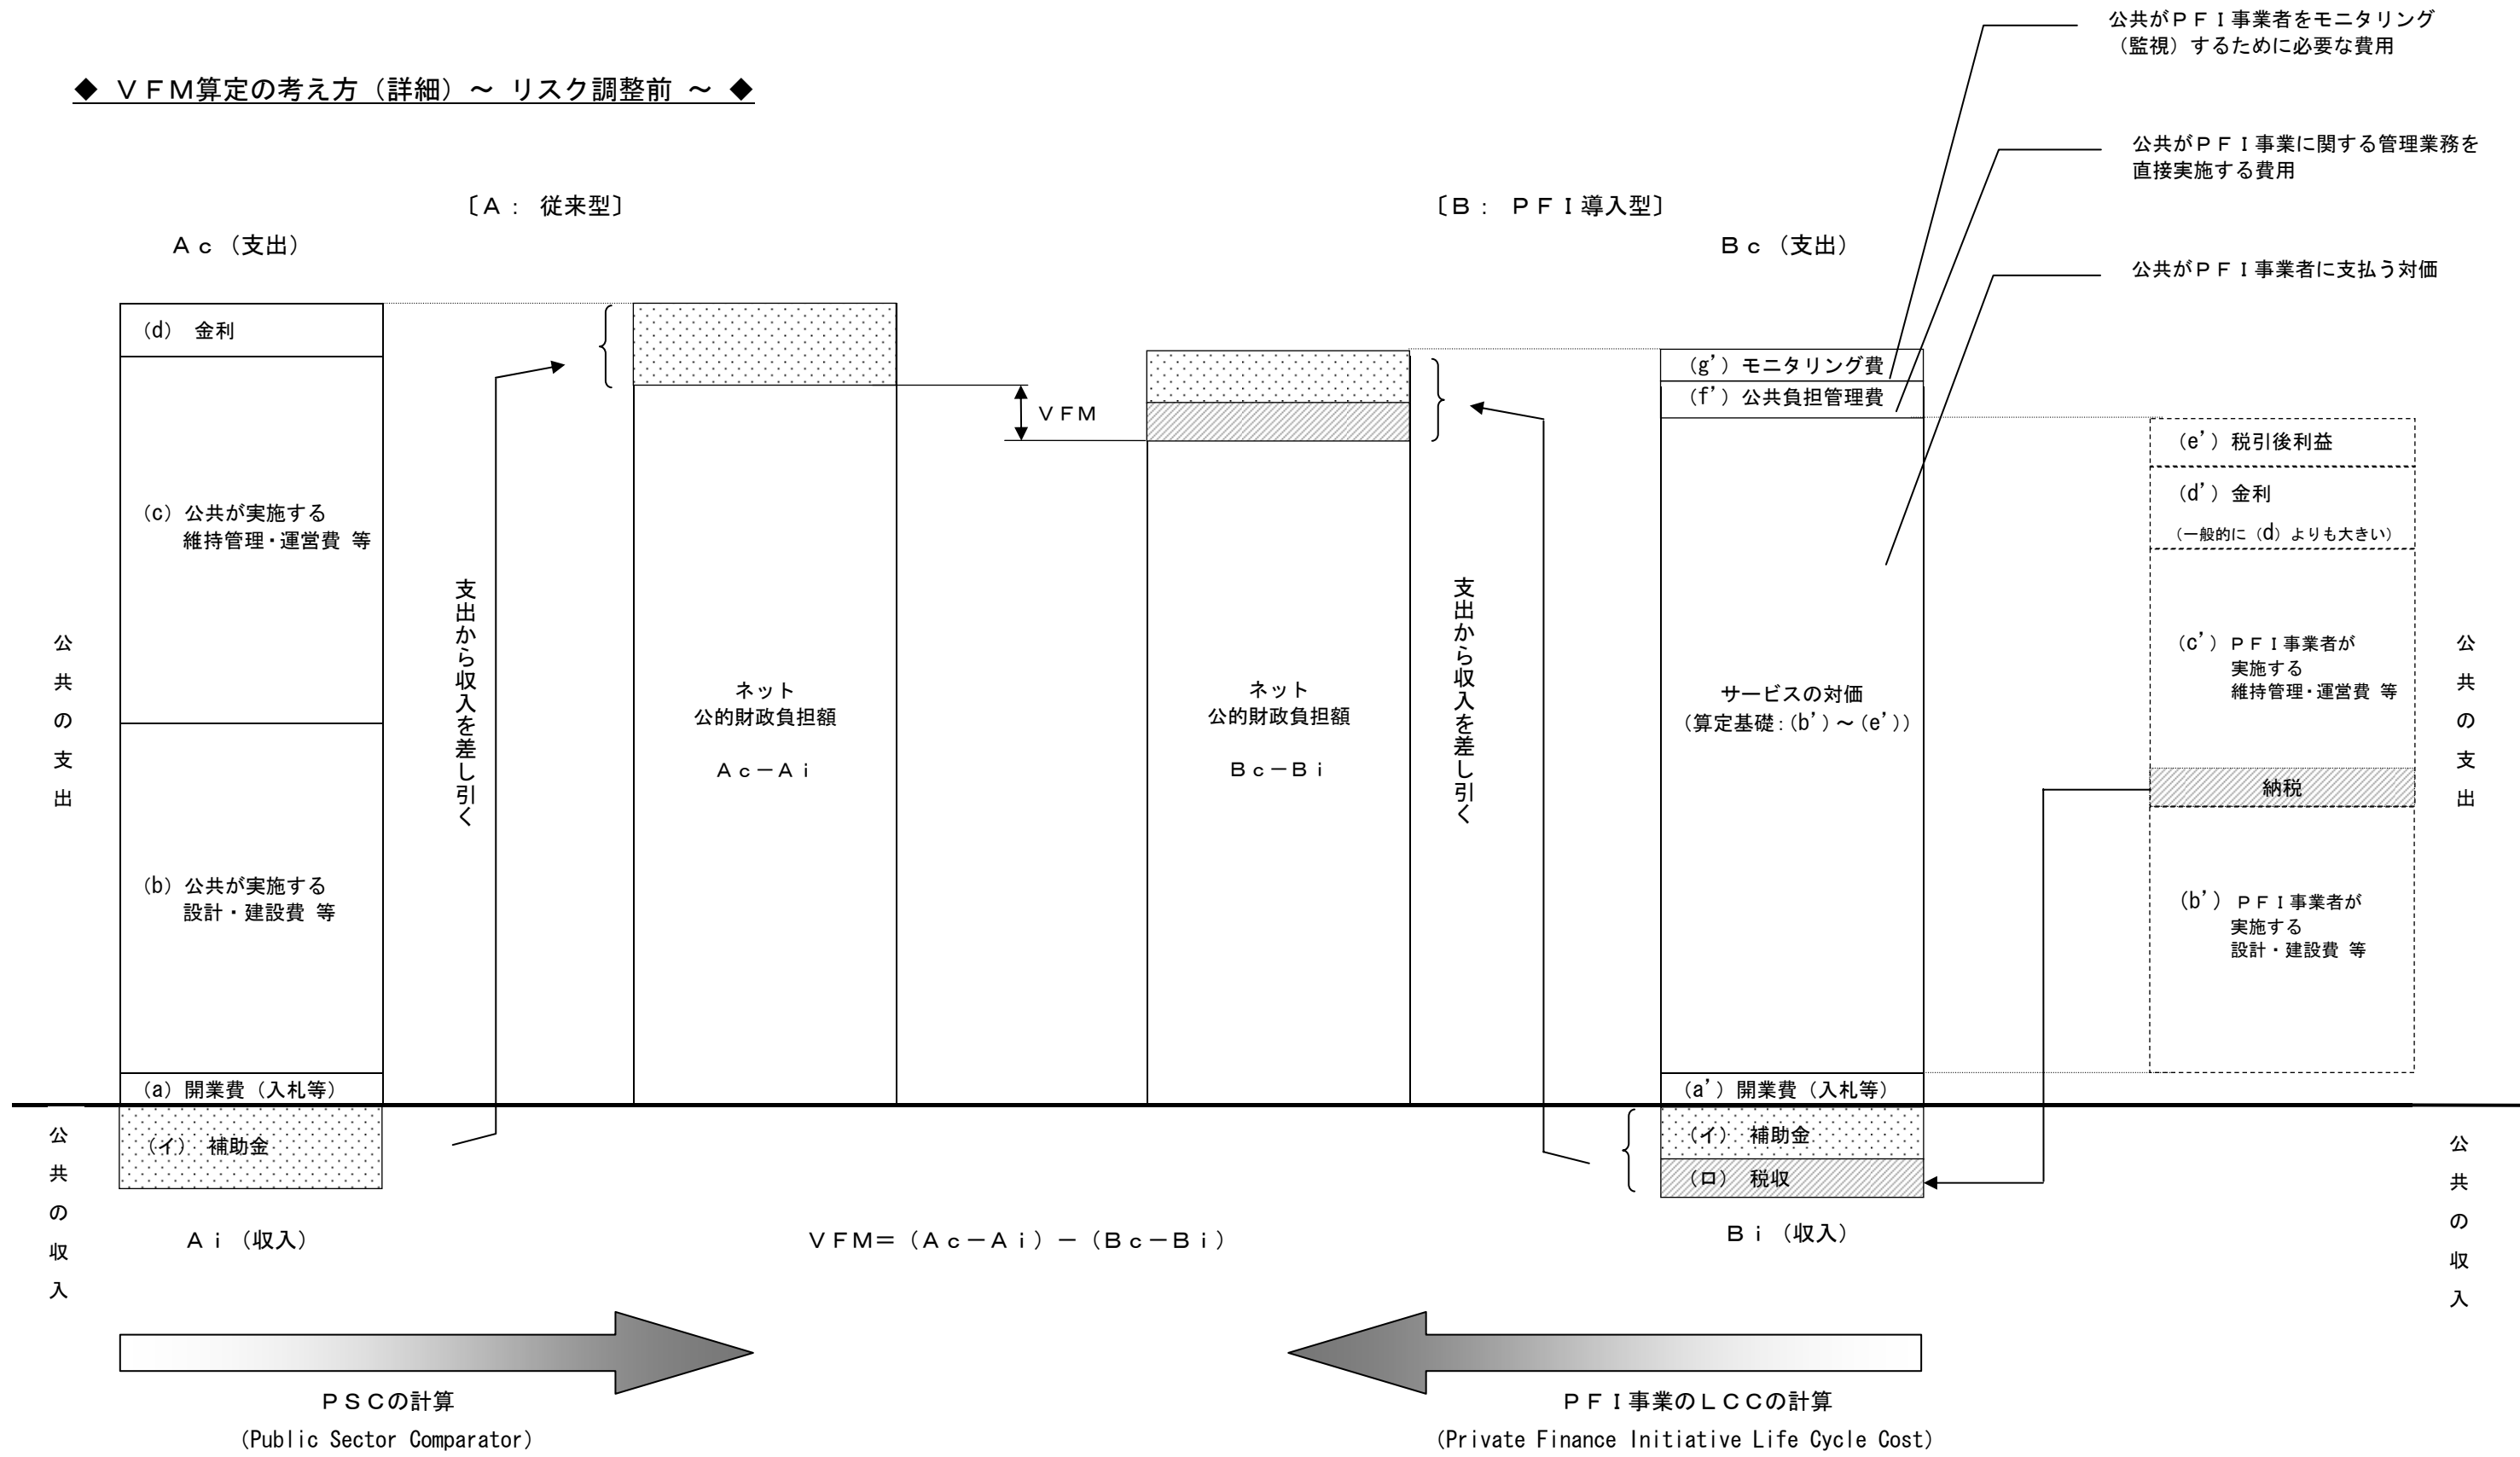 ◆ ＶＦＭ算定の考え方（詳細）～ リスク調整前 ～ ◆
公共がＰＦＩ事業者をモニタリング
（監視）するために必要な費用
公共がＰＦＩ事業に関する管理業務を
直接実施する費用
公共がＰＦＩ事業者に支払う対価
〔Ａ： 従来型〕
〔Ｂ： ＰＦＩ導入型〕
Ａｃ（支出）
Ｂｃ（支出）
公共の支出
(d) 金利
(c) 公共が実施する
維持管理・運営費 等
(b) 公共が実施する
設計・建設費 等
(a) 開業費（入札等）
(イ) 補助金
公共の収入
Ａｉ（収入）
支出から収入を差し引く
ネット
公的財政負担額
Ａｃ－Ａｉ
ＶＦＭ
ネット
公的財政負担額
Ｂｃ－Ｂｉ
支出から収入を差し引く
(g’) モニタリング費
(f’) 公共負担管理費
サービスの対価
(算定基礎：(b’)～(e’))
(a’) 開業費（入札等）
(イ) 補助金
(ロ) 税収
Ｂｉ（収入）
(e’) 税引後利益
(d’) 金利
(一般的に (d) よりも大きい)
(c’) ＰＦＩ事業者が
実施する
維持管理・運営費 等
納税
(b’) ＰＦＩ事業者が
実施する
設計・建設費 等
公共の支出
公共の収入
ＶＦＭ＝（Ａｃ－Ａｉ）－（Ｂｃ－Ｂｉ）
ＰＳＣの計算
(Public Sector Comparator)
ＰＦＩ事業のＬＣＣの計算
(Private Finance Initiative Life Cycle Cost)